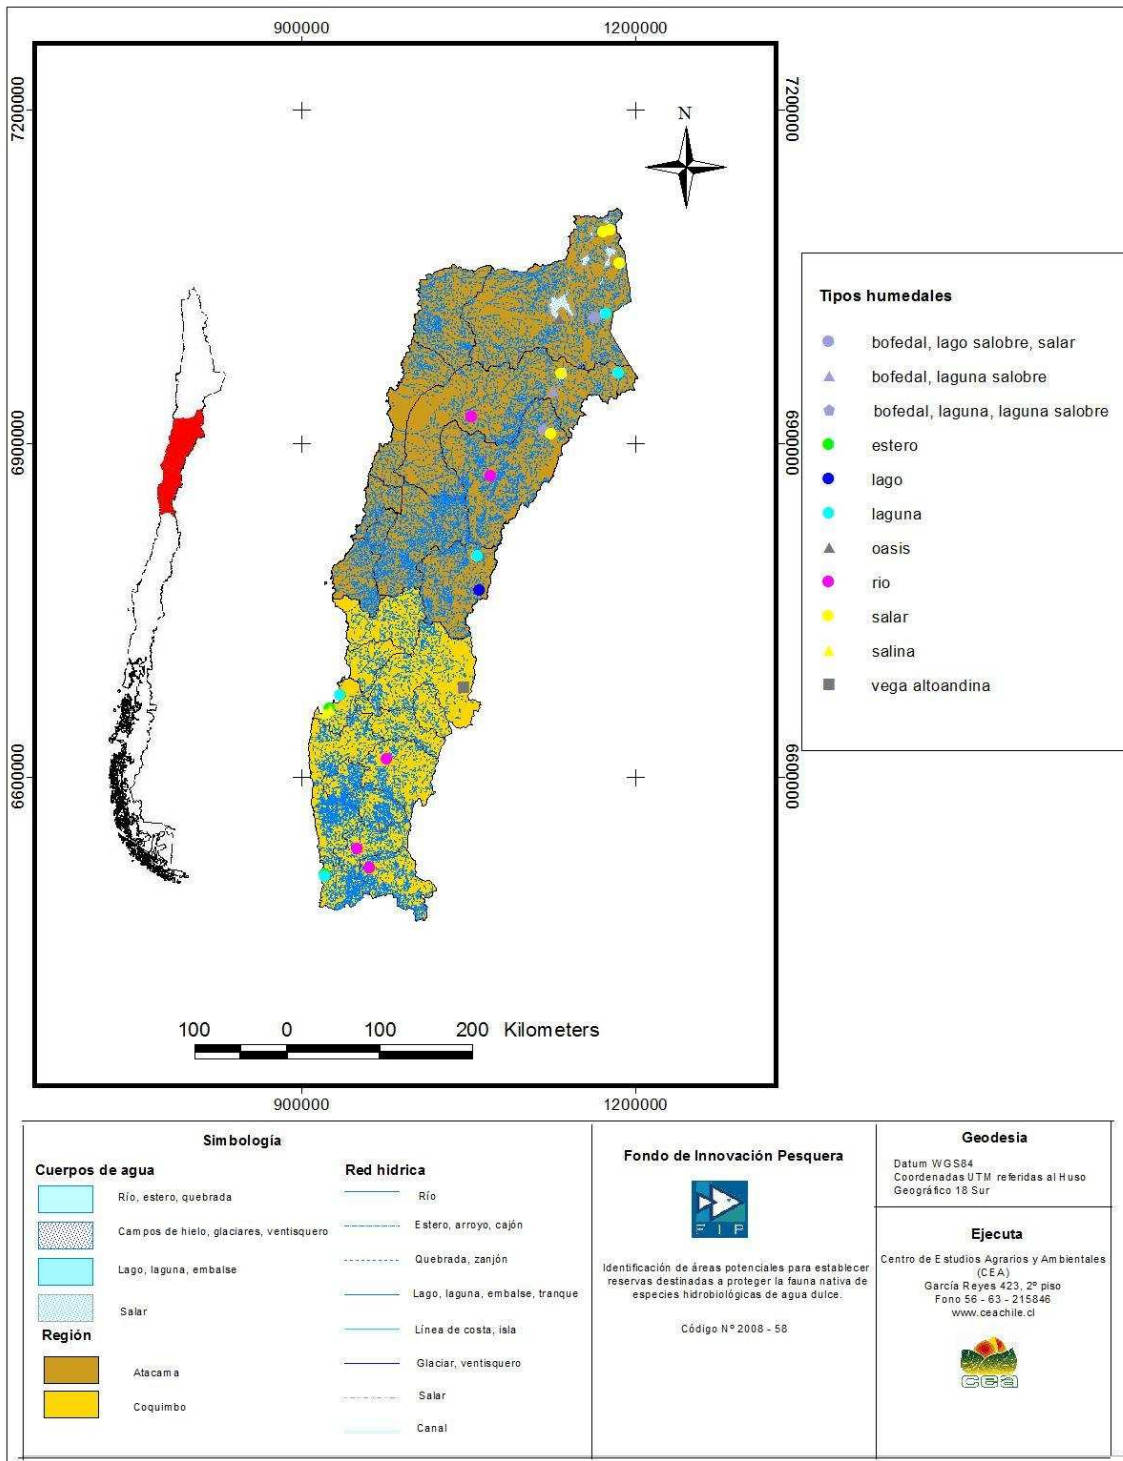 900000
1200000
7200000
7200000
N
6900000
6900000
6600000
6600000
Tipos humedales
bofedal, lago salobre, salar
bofedal, laguna salobre
bofedal, laguna, laguna salobre
estero
lago
laguna
oasis
rio
salar
salina
vega altoandina
100 0 100 200 Kilometers
900000
1200000
Simbología
Cuerpos de agua
Río, estero, quebrada
Campos de hielo, glaciares, ventisquero
Lago, laguna, embalse
Salar
Región
Atacama
Coquimbo
Red hidrica
Río
Estero, arroyo, cajón
Quebrada, zanjón
Lago, laguna, embalse, tranque
Línea de costa, isla
Glaciar, ventisquero
Salar
Canal
Fondo de Innovación Pesquera
FIP
Identificación de áreas potenciales para establecer
reservas destinadas a proteger la fauna nativa de
especies hidrobiológicas de agua dulce.
Código Nº 2008 - 58
Geodesia
Datum WGS84
Coordenadas UTM referidas al Huso
Geográfico 18 Sur
Ejecuta
Centro de Estudios Agrarios y Ambientales
(CEA)
García Reyes 423, 2º piso
Fono 56 - 63 - 215846
www.ceachile.cl
cea